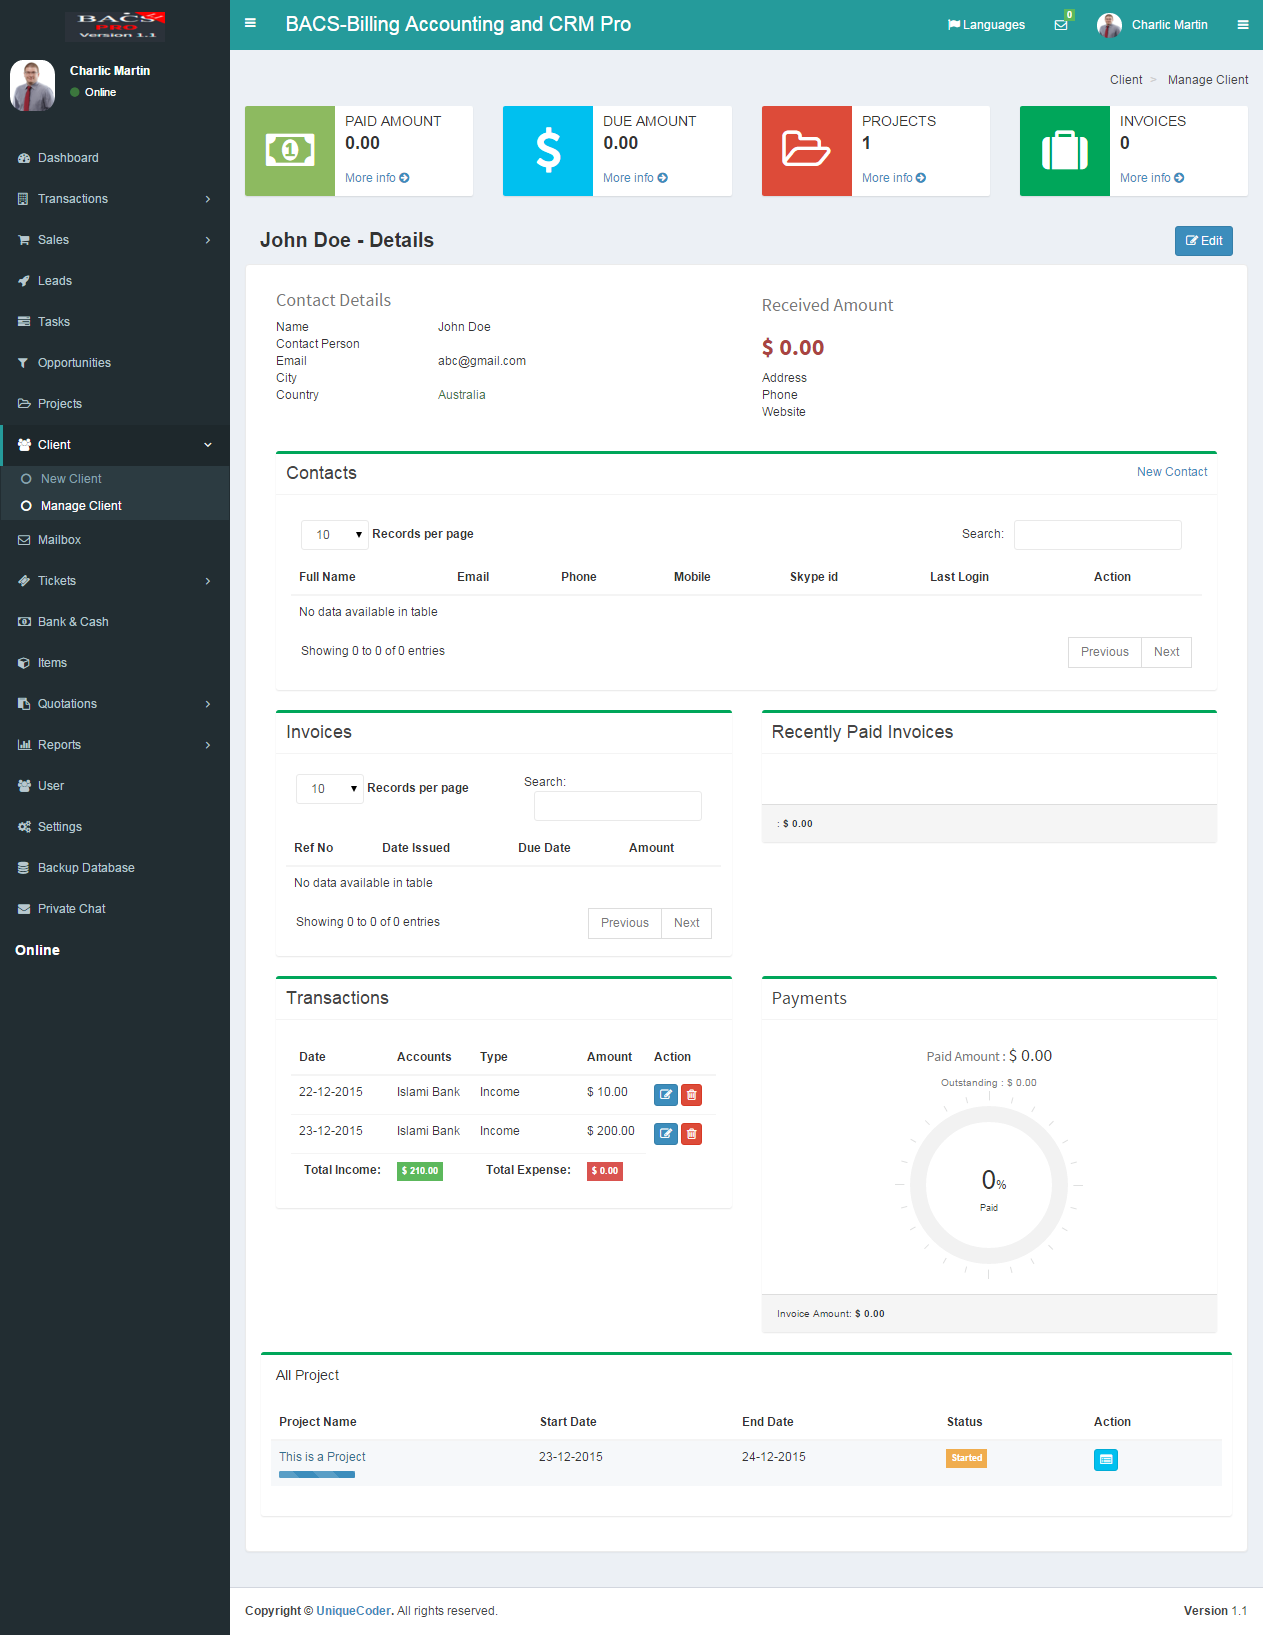 BACS
PRO
Version 1.1
BACS-Billing Accounting and CRM Pro
Languages
0
Charlic Martin
Charlic Martin
Online
Dashboard
Transactions
Sales
Leads
Tasks
Opportunities
Projects
Client
New Client
Manage Client
Mailbox
Tickets
Bank & Cash
Items
Quotations
Reports
User
Settings
Backup Database
Private Chat
Online
Client > Manage Client
PAID AMOUNT
0.00
More info
DUE AMOUNT
0.00
More info
PROJECTS
1
More info
INVOICES
0
More info
John Doe - Details
Edit
Contact Details
Name John Doe
Contact Person
Email abc@gmail.com
City
Country Australia
Received Amount
$ 0.00
Address
Phone
Website
Contacts New Contact
10 Records per page Search:
Full Name Email Phone Mobile Skype id Last Login Action
No data available in table
Showing 0 to 0 of 0 entries Previous Next
Invoices
10 Records per page Search:
Ref No Date Issued Due Date Amount
No data available in table
Showing 0 to 0 of 0 entries Previous Next
Recently Paid Invoices
: $ 0.00
Transactions
Date Accounts Type Amount Action
22-12-2015 Islami Bank Income $ 10.00
23-12-2015 Islami Bank Income $ 200.00
Total Income: $ 210.00 Total Expense: $ 0.00
Payments
Paid Amount : $ 0.00
Outstanding : $ 0.00
0%
Paid
Invoice Amount: $ 0.00
All Project
Project Name Start Date End Date Status Action
This is a Project 23-12-2015 24-12-2015 Started
Copyright © UniqueCoder. All rights reserved. Version 1.1